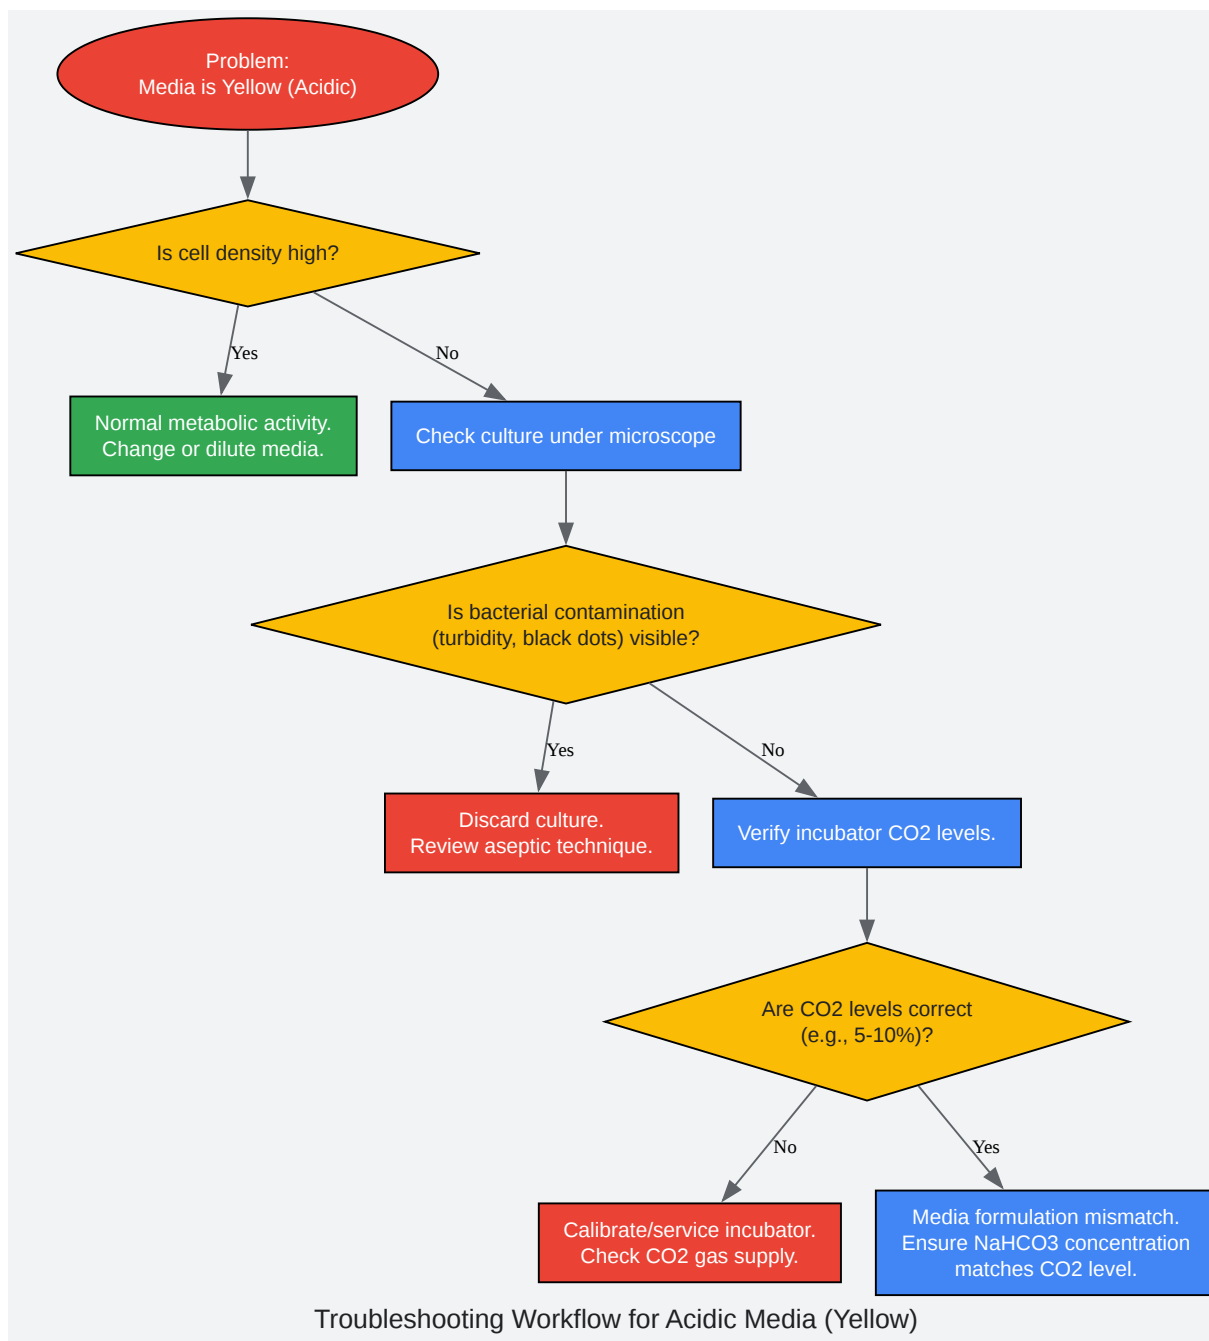 Problem:
Media is Yellow (Acidic)
Is cell density high?
Yes
No
Normal metabolic activity.
Change or dilute media.
Check culture under microscope
Is bacterial contamination
(turbidity, black dots) visible?
Yes
No
Discard culture.
Review aseptic technique.
Verify incubator CO2 levels.
Are CO2 levels correct
(e.g., 5-10%)?
No
Yes
Calibrate/service incubator.
Check CO2 gas supply.
Media formulation mismatch.
Ensure NaHCO3 concentration
matches CO2 level.
Troubleshooting Workflow for Acidic Media (Yellow)